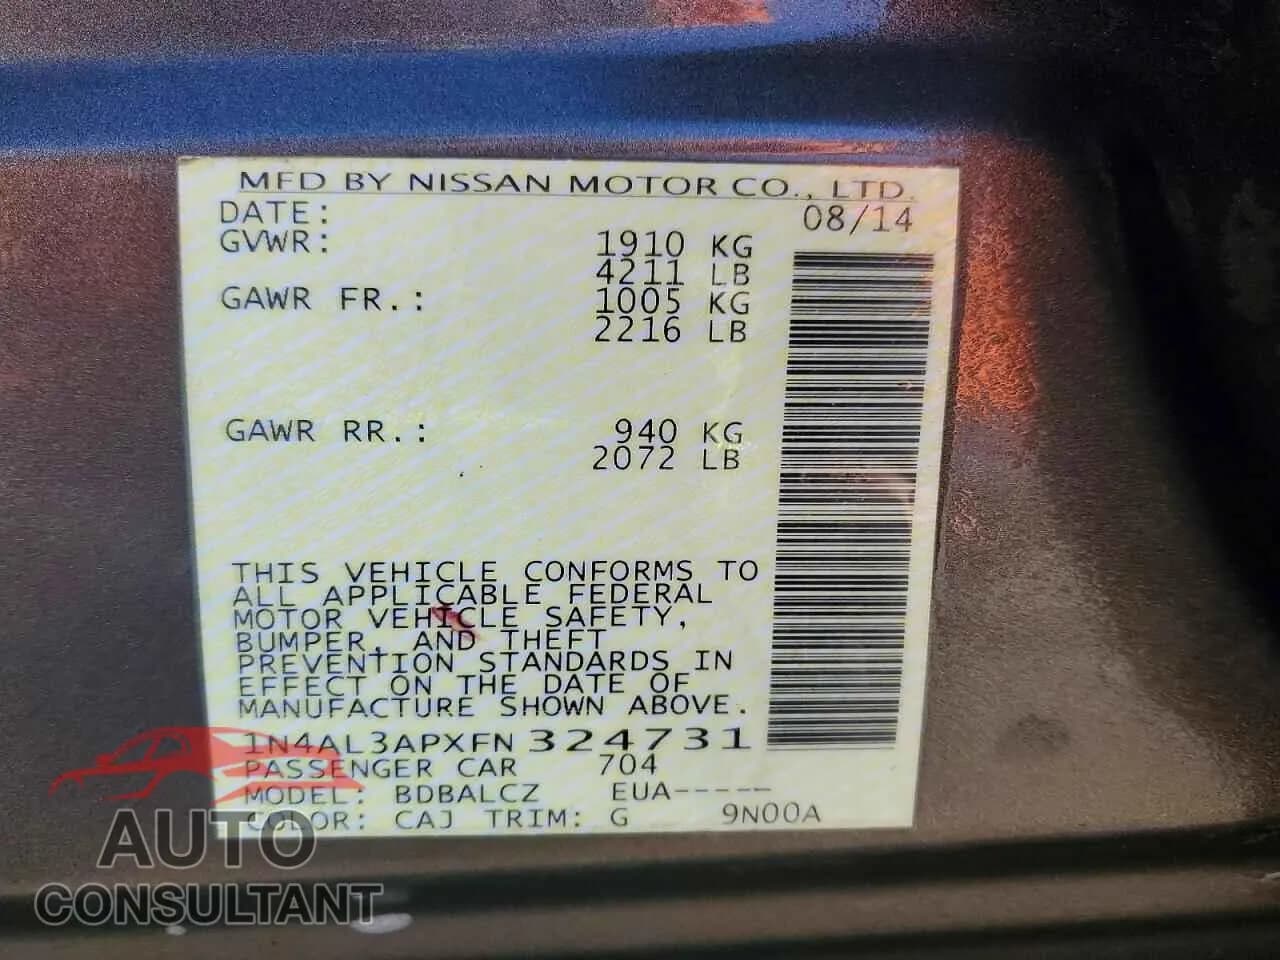 MFD BY NISSAN MOTOR CO., LTD.
DATE: 08/14
GVWR: 1910 KG
4211 LB
GAWR FR.: 1005 KG
2216 LB
GAWR RR.: 940 KG
2072 LB
THIS VEHICLE CONFORMS TO
ALL APPLICABLE FEDERAL
MOTOR VEHICLE SAFETY,
BUMPER, AND THEFT
PREVENTION STANDARDS IN
EFFECT ON THE DATE OF
MANUFACTURE SHOWN ABOVE.
1N4AL3APXFN 324731
PASSENGER CAR 704
MODEL: BDBALCZ EUA-----
COLOR: CAJ TRIM: G 9N00A
AUTO
CONSULTANT